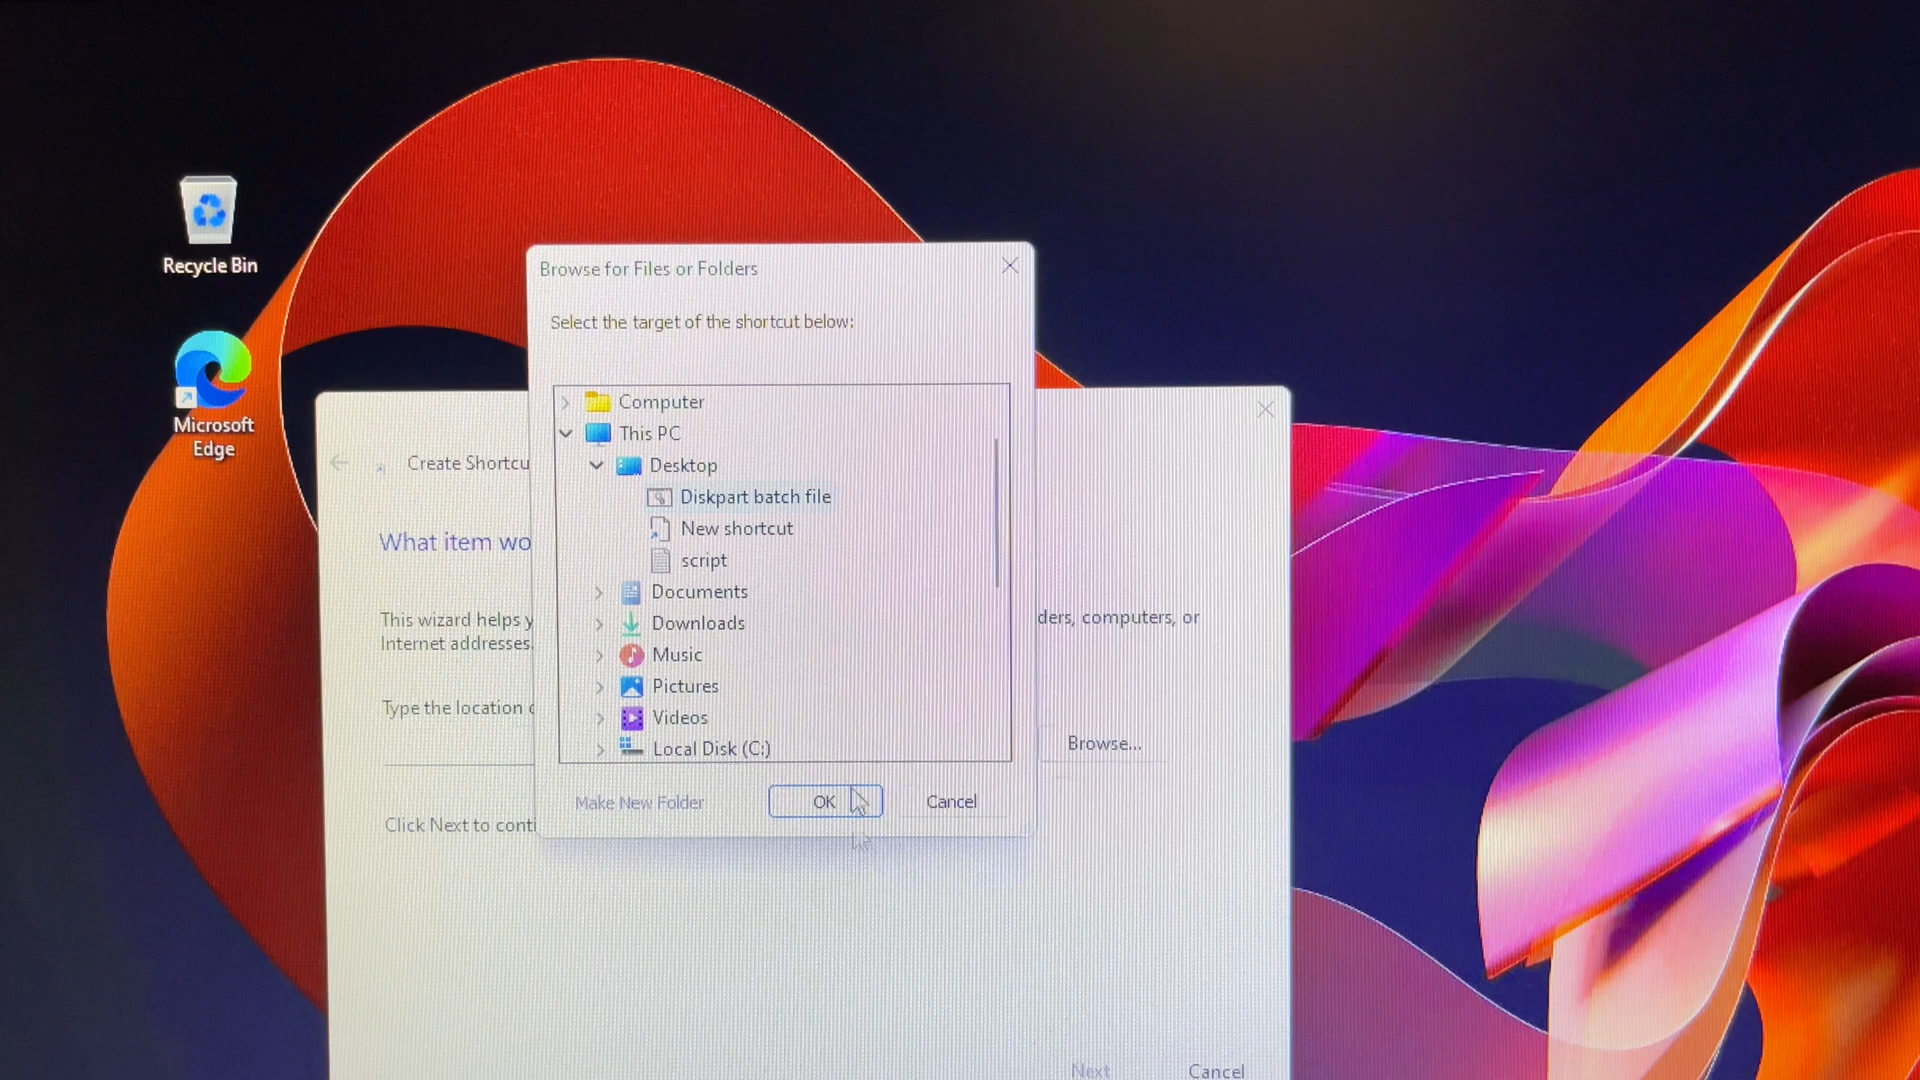 Recycle Bin
Microsoft
Edge
Browse for Files or Folders
Select the target of the shortcut below:
Computer
This PC
Desktop
Diskpart batch file
New shortcut
script
Documents
Downloads
Music
Pictures
Videos
Local Disk (C:)
Make New Folder
OK
Cancel
Create Shortcu
What item wo
This wizard helps y
ders, computers, or
Internet addresses.
Type the location o
Browse...
Click Next to conti
Next
Cancel